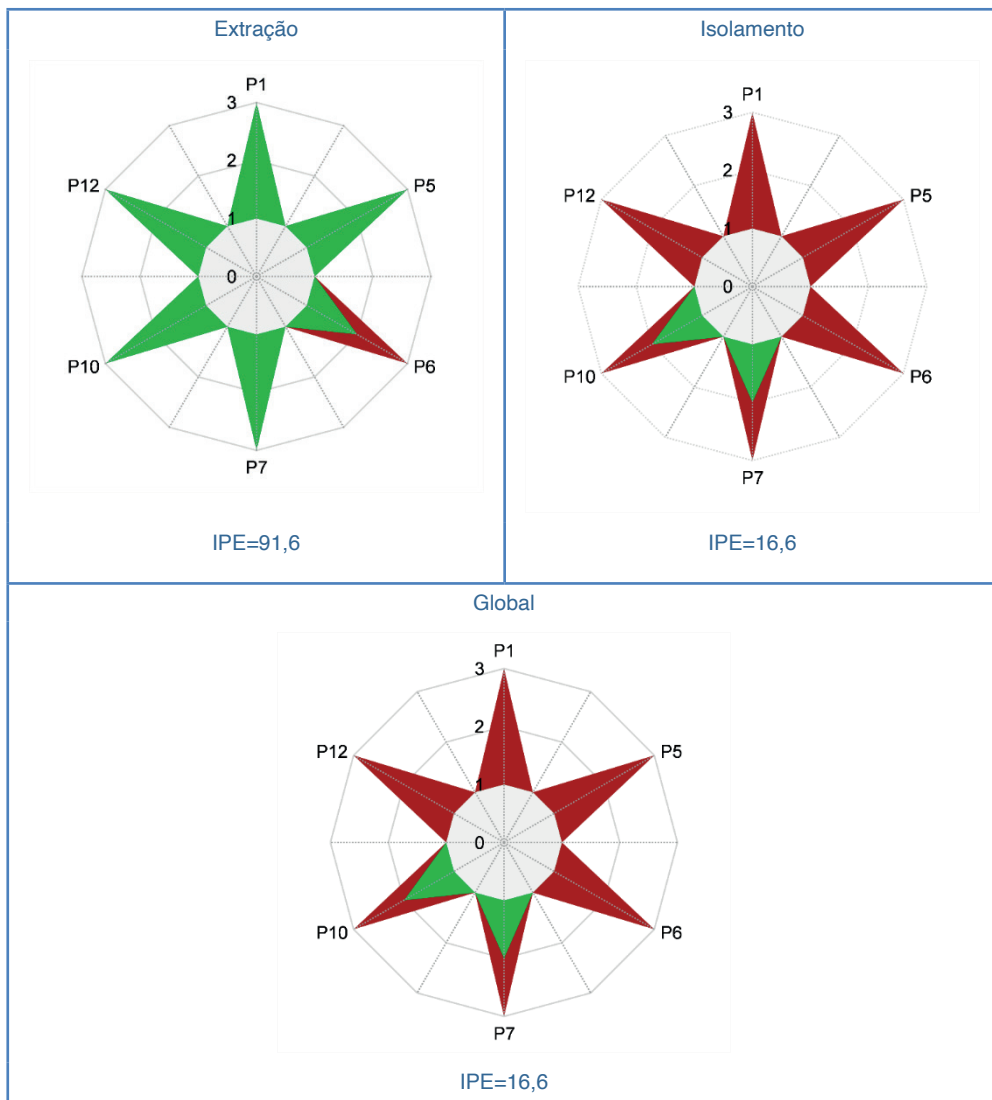 Extração
P1
3
2
P12
P5
1
0
P10
P6
P7
IPE=91,6
Isolamento
P1
3
2
P12
P5
1
0
P10
P6
P7
IPE=16,6
Global
P1
3
2
P12
P5
1
0
P10
P6
P7
IPE=16,6